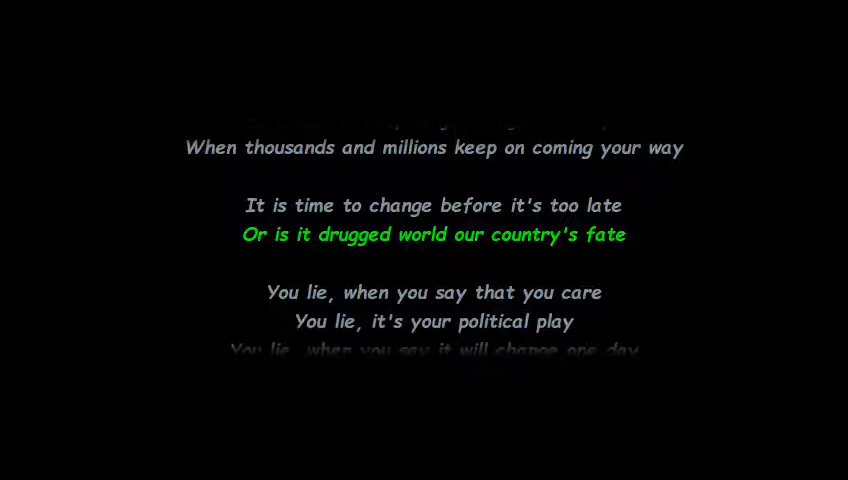 When thousands and millions keep on coming your way
It is time to change before it's too late
Or is it drugged world our country's fate
You lie, when you say that you care
You lie, it's your political play
You lie, when you say it will change one day